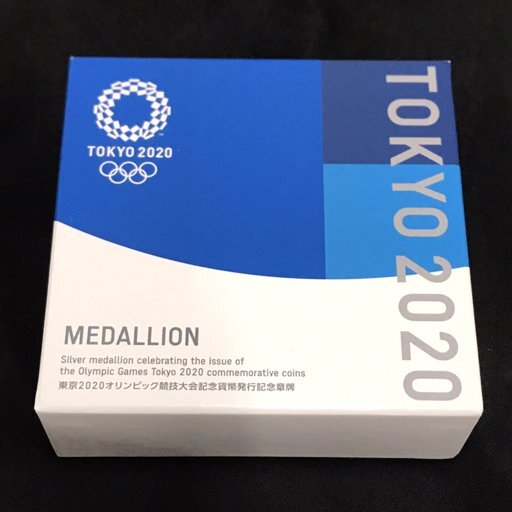 TOKYO 2020
TOKYO 2020
MEDALLION
Silver medallion celebrating the issue of
the Olympic Games Tokyo 2020 commemorative coins
東京2020オリンピック競技大会記念貨幣発行記念章牌